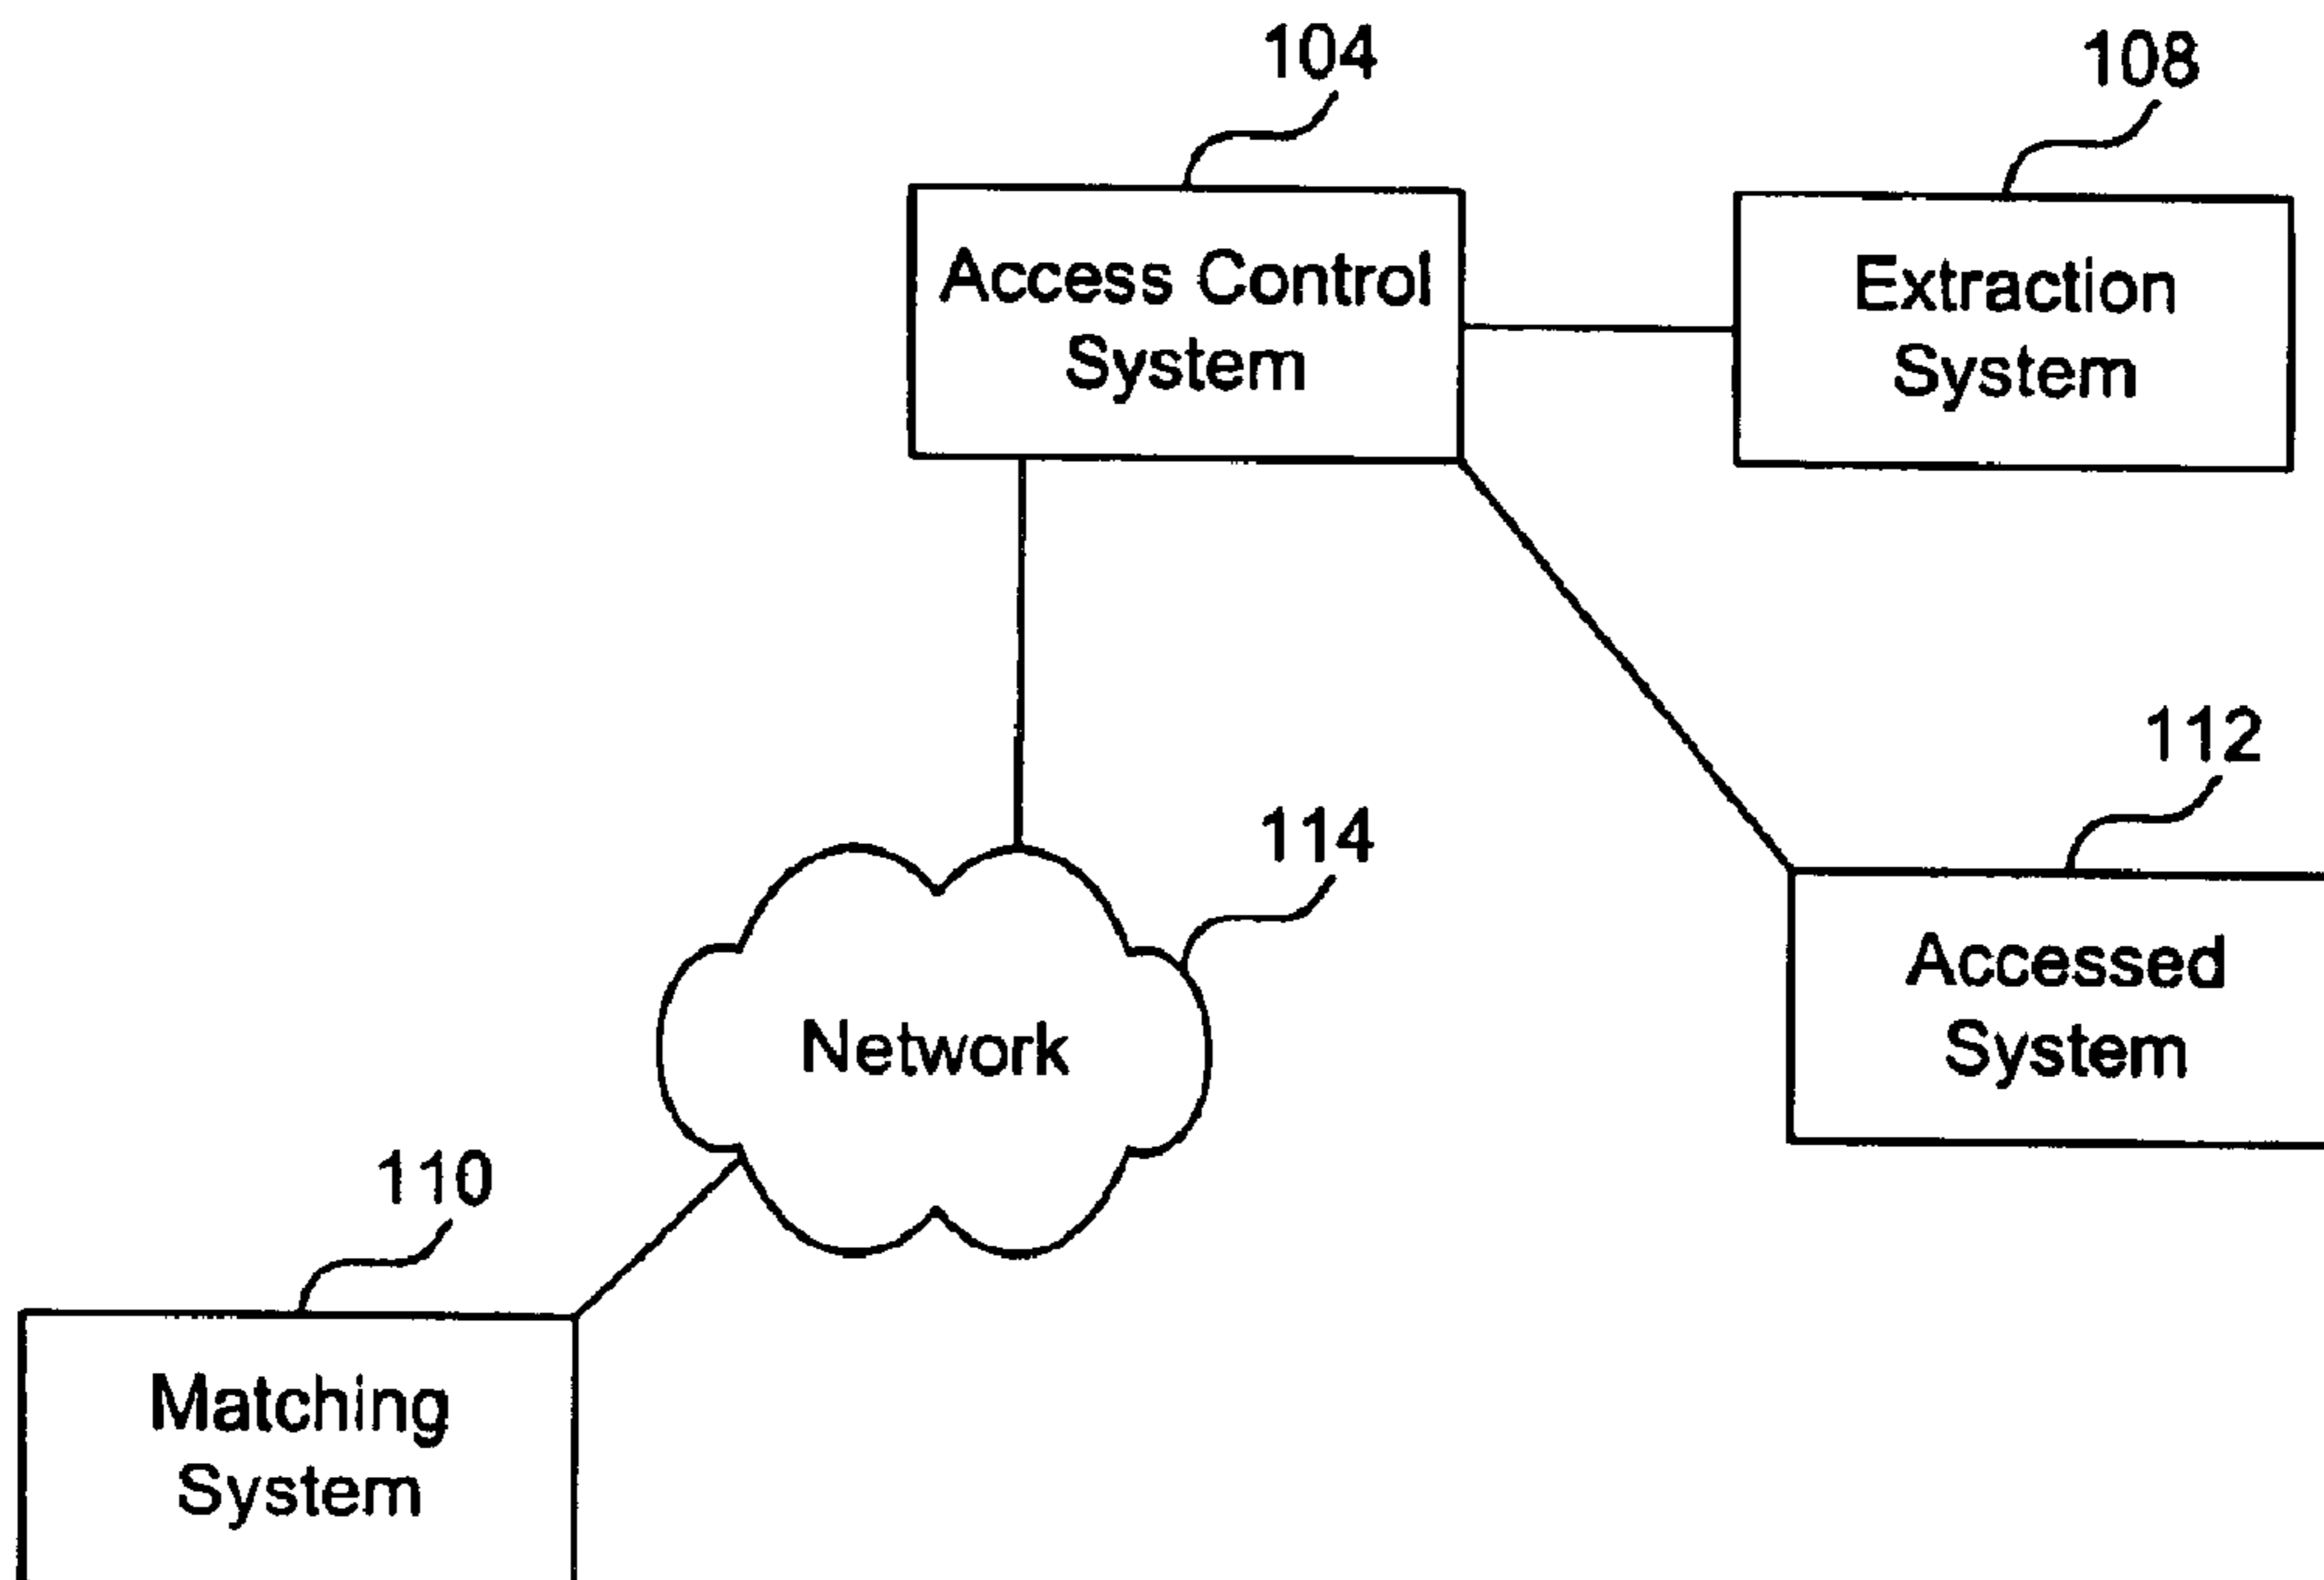 104
108
Access Control
System
Extraction
System
112
114
Accessed
System
Network
110
Matching
System